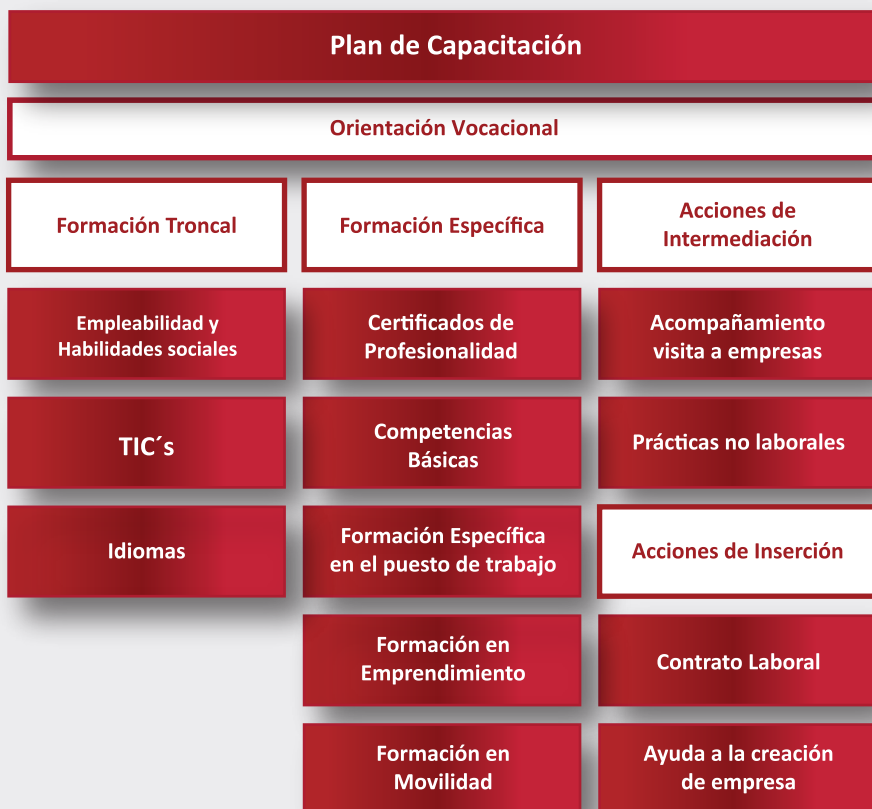 Plan de Capacitación
Orientación Vocacional
Formación Troncal
Formación Específica
Acciones de
Intermediación
Empleabilidad y
Habilidades sociales
Certificados de
Profesionalidad
Acompañamiento
visita a empresas
TIC´s
Competencias
Básicas
Prácticas no laborales
Idiomas
Formación Específica
en el puesto de trabajo
Acciones de Inserción
Formación en
Emprendimiento
Contrato Laboral
Formación en
Movilidad
Ayuda a la creación
de empresa